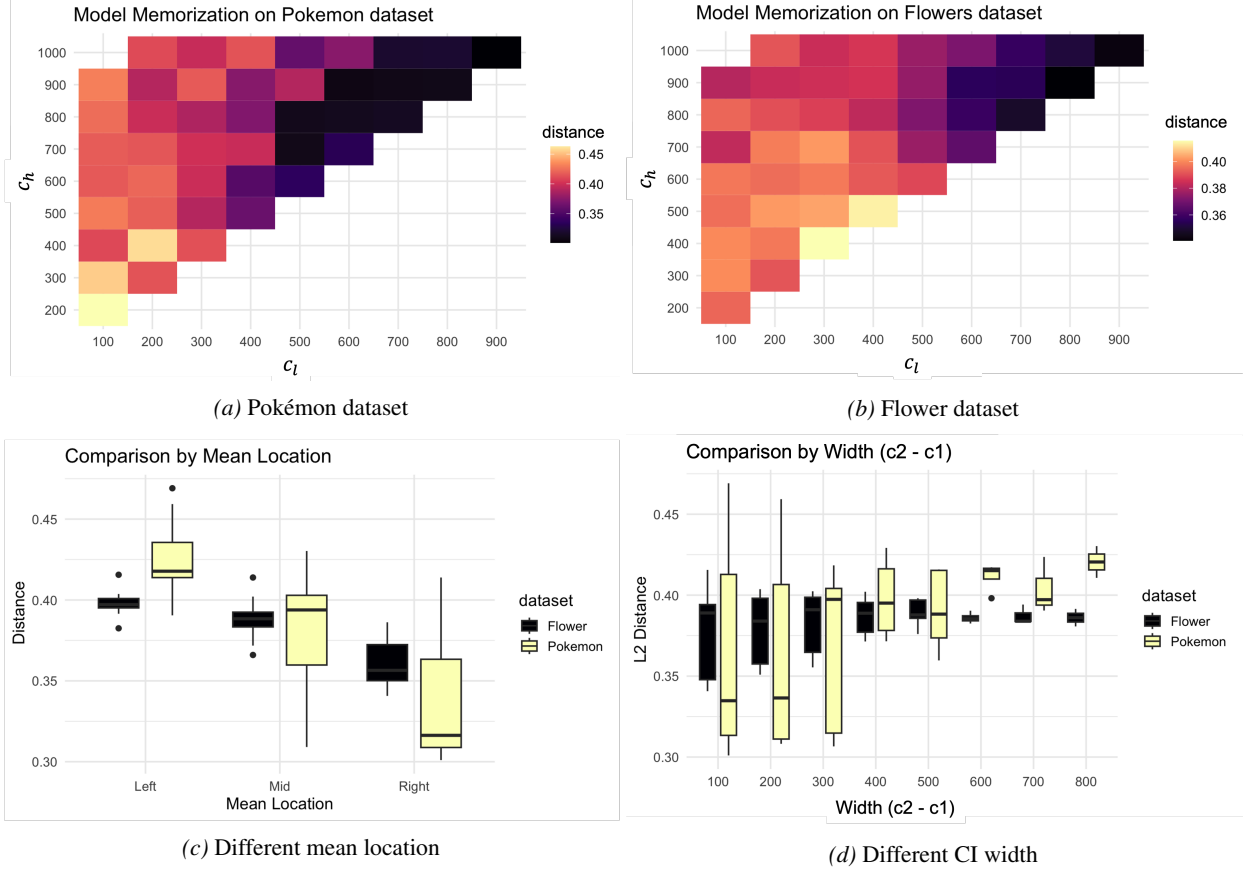 Model Memorization on Pokemon dataset
1000
900
800
700
600
500
400
300
200
c_h
100 200 300 400 500 600 700 800 900
c_l
distance
0.45
0.40
0.35
(a) Pokémon dataset
Model Memorization on Flowers dataset
1000
900
800
700
600
500
400
300
200
c_h
100 200 300 400 500 600 700 800 900
c_l
distance
0.40
0.38
0.36
(b) Flower dataset
Comparison by Mean Location
0.45
0.40
0.35
0.30
Distance
Left Mid Right
Mean Location
dataset
Flower
Pokemon
(c) Different mean location
Comparison by Width (c2 - c1)
0.45
0.40
0.35
0.30
L2 Distance
100 200 300 400 500 600 700 800
Width (c2 - c1)
dataset
Flower
Pokemon
(d) Different CI width